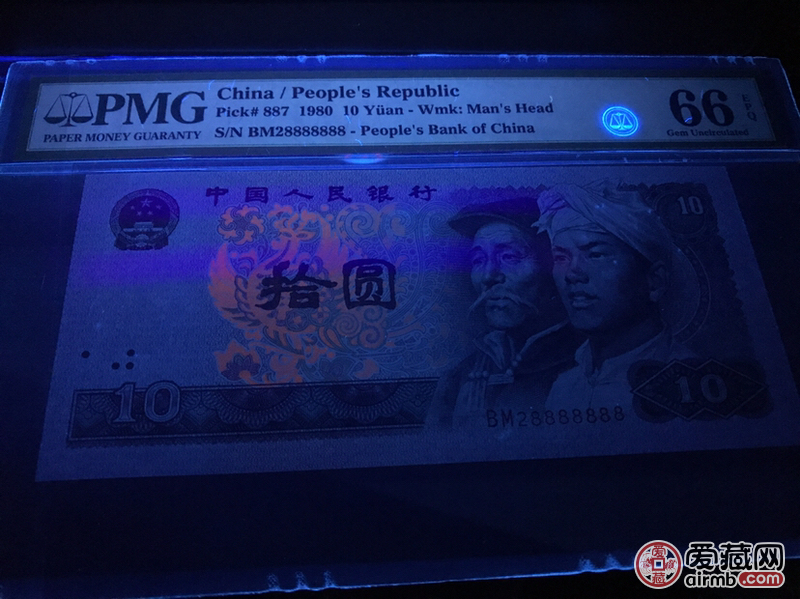 PMG
PAPER MONEY GUARANTY
China / People's Republic
Pick# 887 1980 10 Yüan - Wmk: Man's Head
S/N BM28888888 - People's Bank of China
66
EPQ
Gem Uncirculated
中国人民银行
10
拾圆
10
10
BM28888888
爱藏网
airmb.com